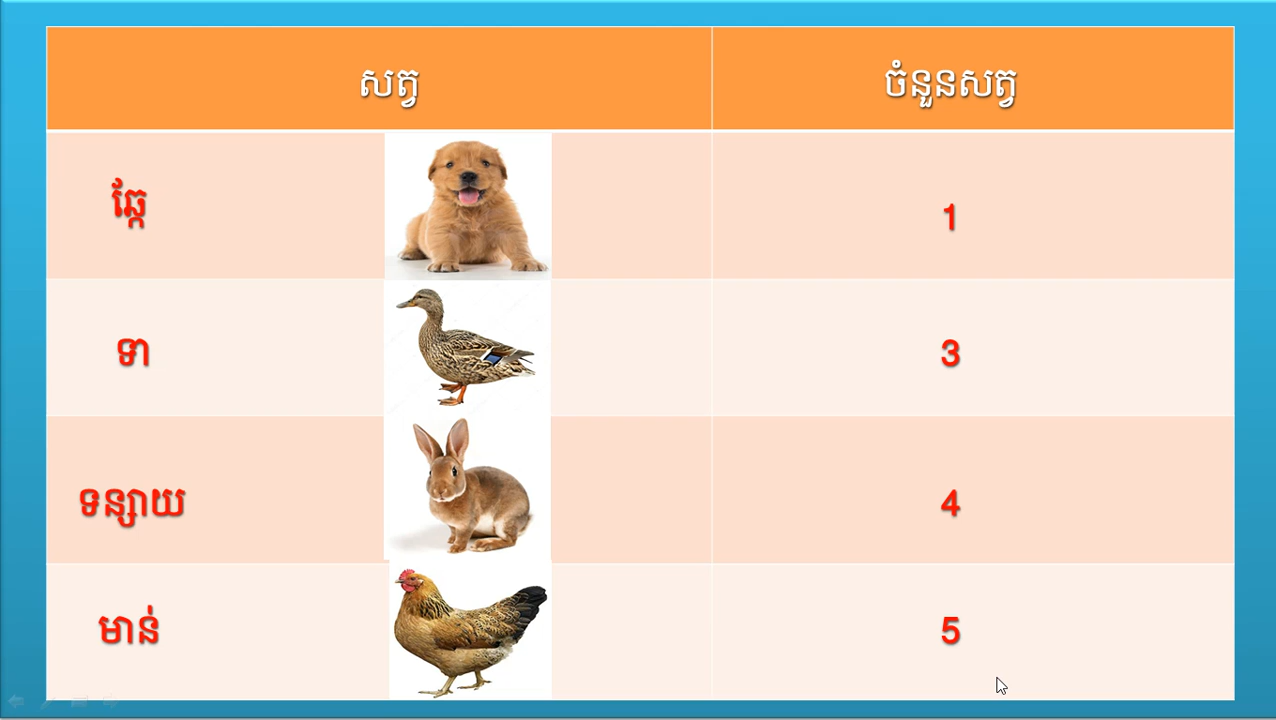 សត្វ ចំនួនសត្វ
ឆ្កែ 1
ទា 3
ទន្សាយ 4
មាន់ 5